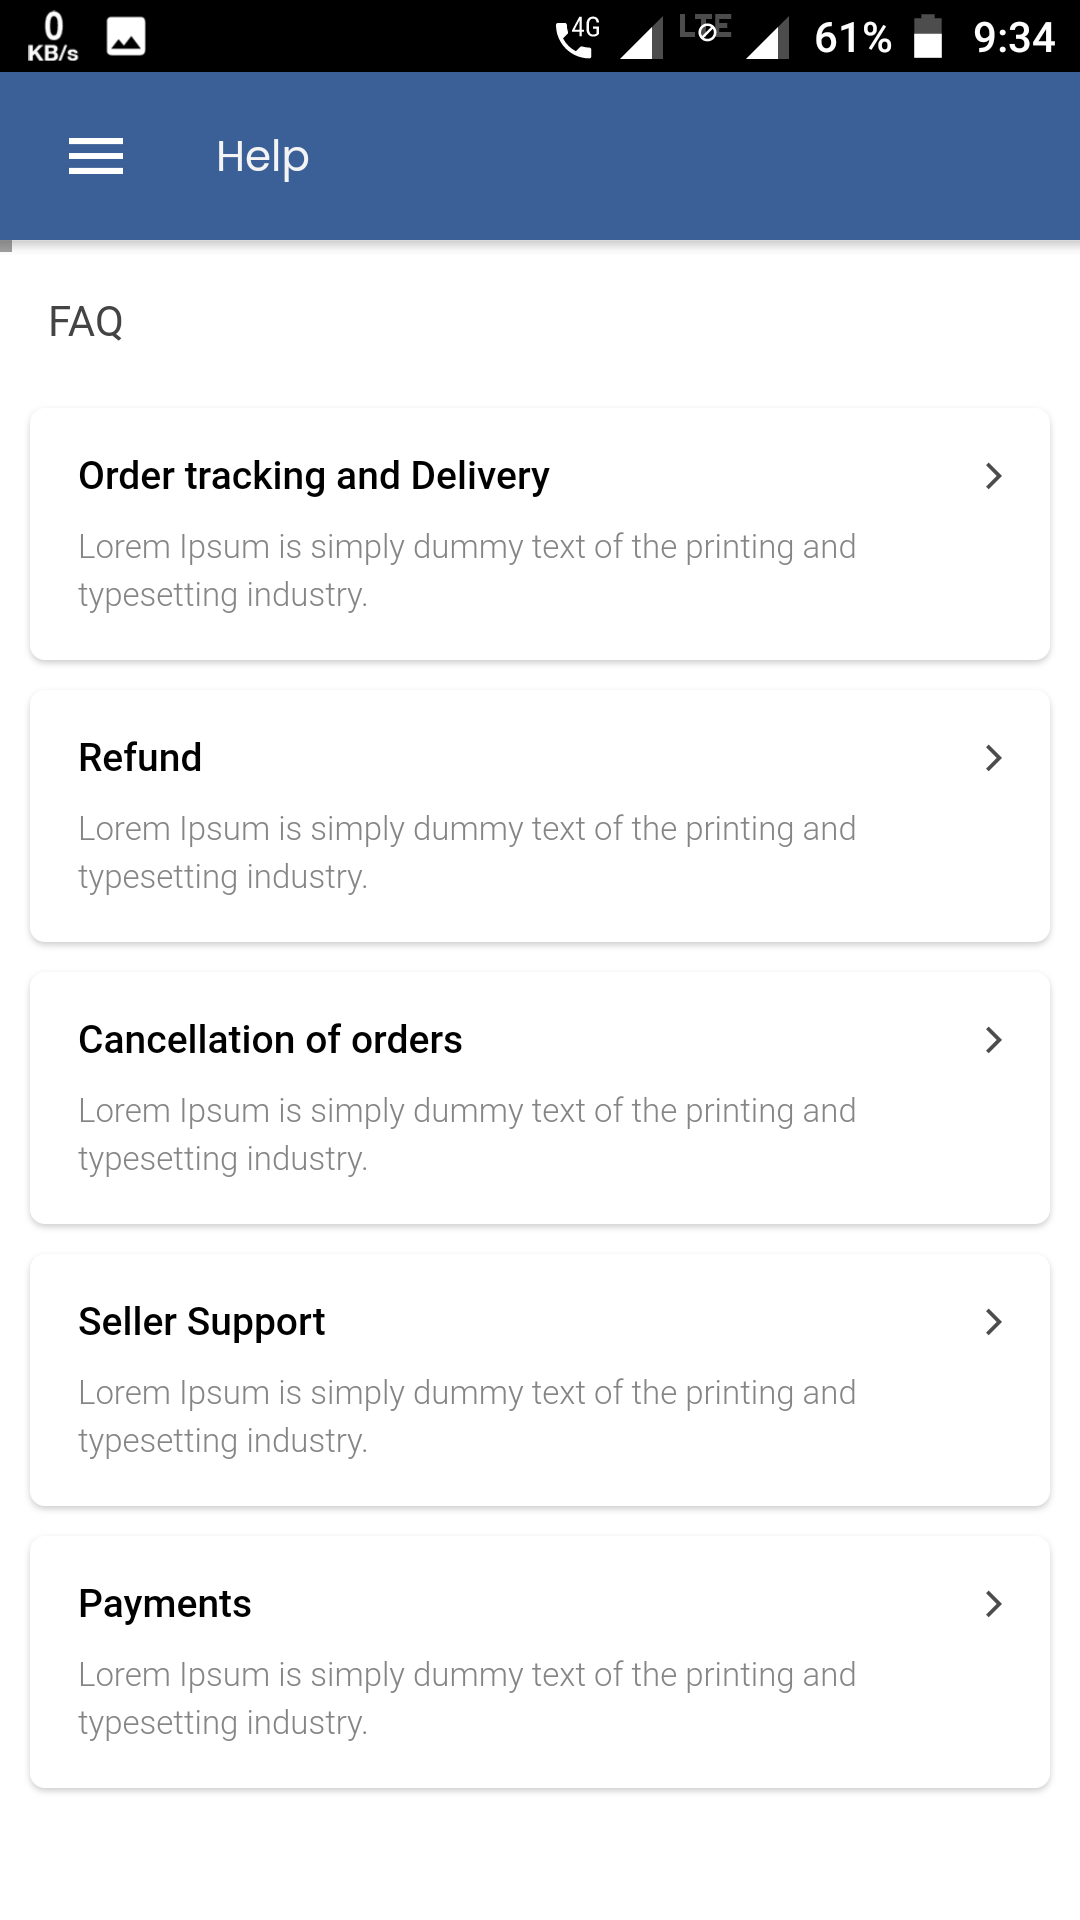 0
KB/s
4G
LTE
61%
9:34
Help
FAQ
Order tracking and Delivery
Lorem Ipsum is simply dummy text of the printing and
typesetting industry.
Refund
Lorem Ipsum is simply dummy text of the printing and
typesetting industry.
Cancellation of orders
Lorem Ipsum is simply dummy text of the printing and
typesetting industry.
Seller Support
Lorem Ipsum is simply dummy text of the printing and
typesetting industry.
Payments
Lorem Ipsum is simply dummy text of the printing and
typesetting industry.